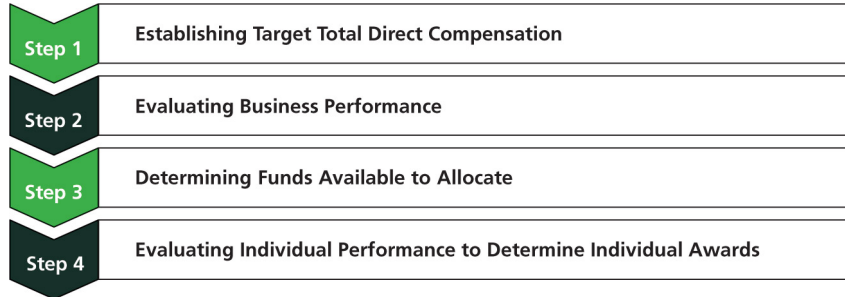 Step 1
Establishing Target Total Direct Compensation
Step 2
Evaluating Business Performance
Step 3
Determining Funds Available to Allocate
Step 4
Evaluating Individual Performance to Determine Individual Awards